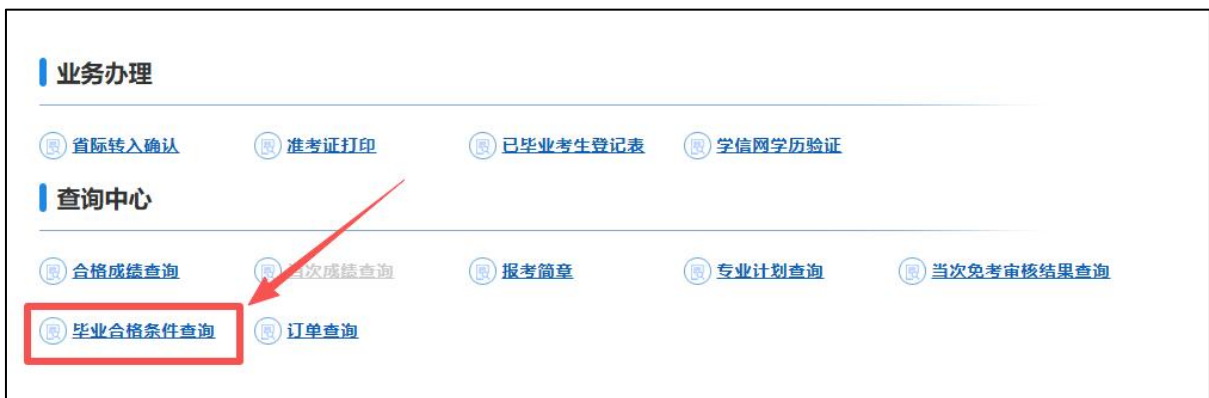 业务办理
省际转入确认 准考证打印 已毕业考生登记表 学信网学历验证
查询中心
合格成绩查询 当次成绩查询 报考简章 专业计划查询 当次免考审核结果查询
毕业合格条件查询 订单查询